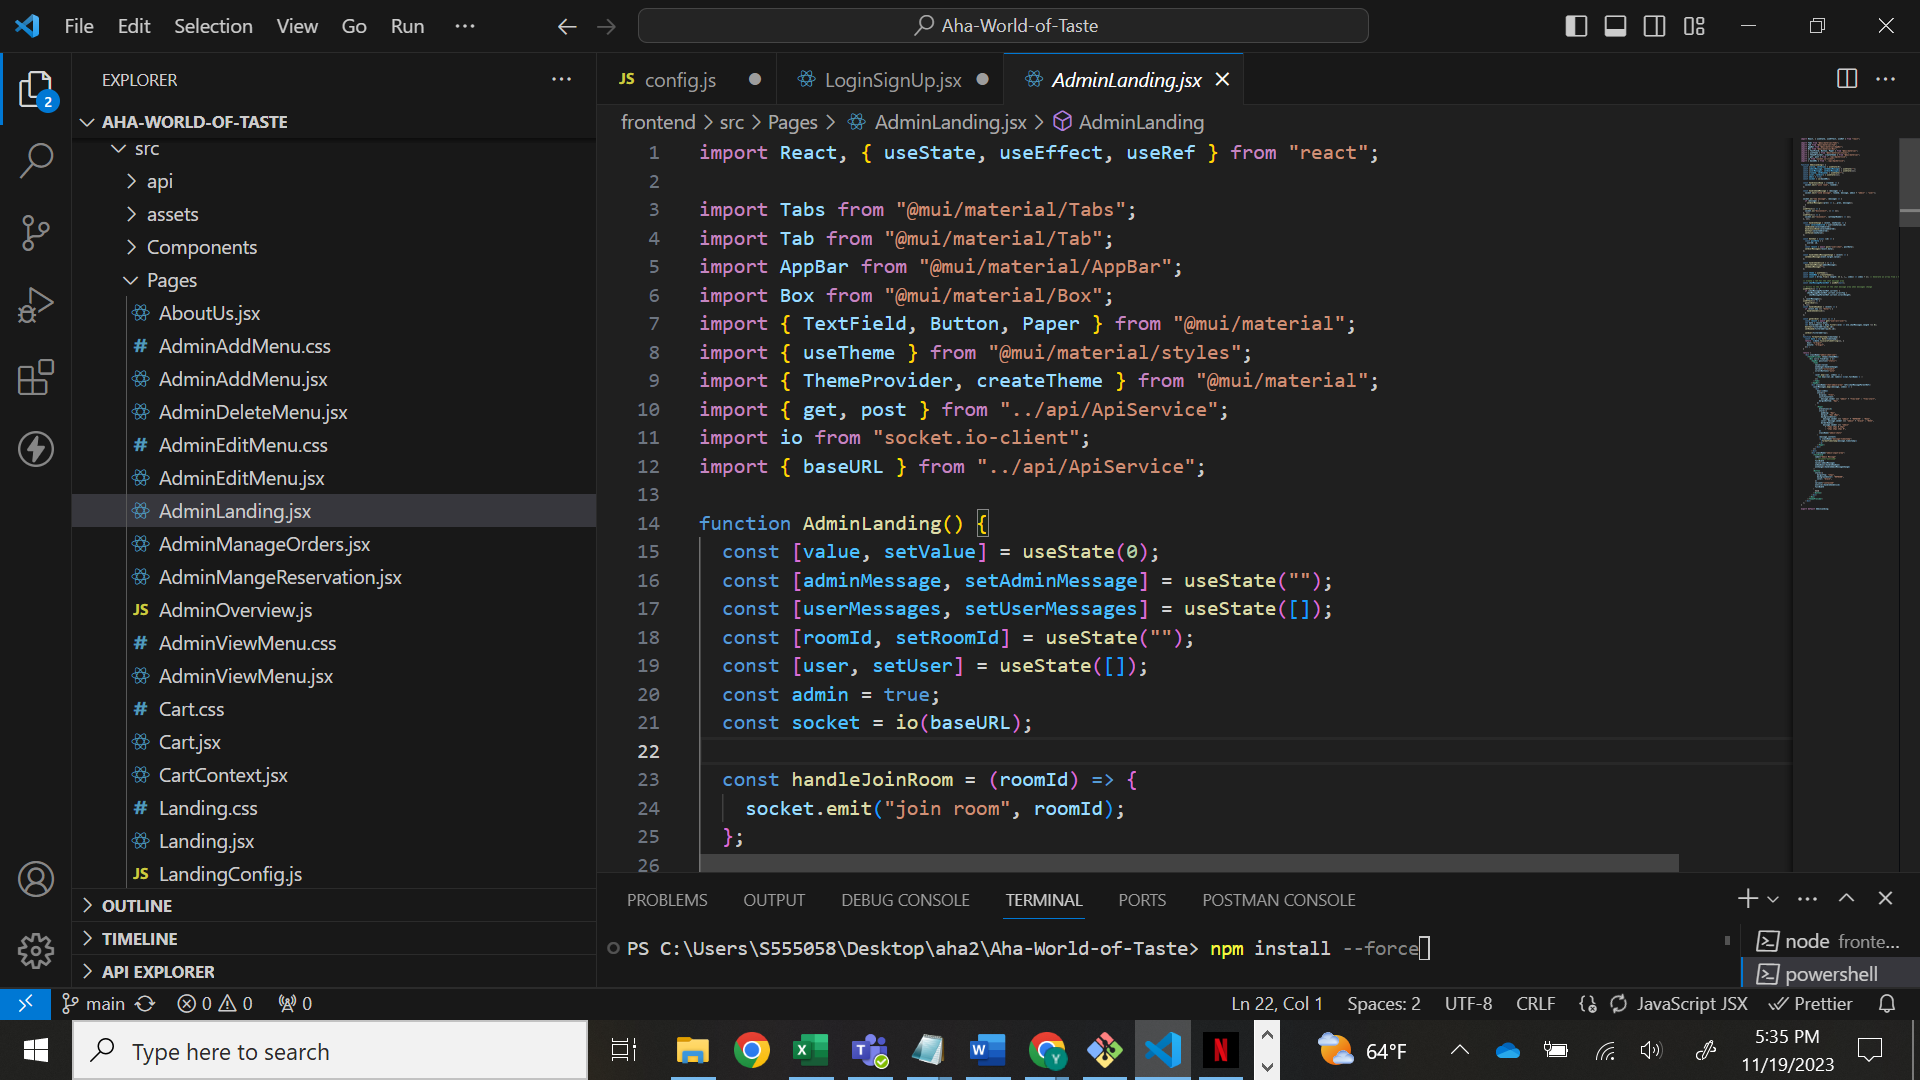 File Edit Selection View Go Run ···
Aha-World-of-Taste
EXPLORER
2
AHA-WORLD-OF-TASTE
src
api
assets
Components
Pages
AboutUs.jsx
# AdminAddMenu.css
AdminAddMenu.jsx
AdminDeleteMenu.jsx
# AdminEditMenu.css
AdminEditMenu.jsx
AdminLanding.jsx
AdminManageOrders.jsx
AdminMangeReservation.jsx
JS AdminOverview.js
# AdminViewMenu.css
AdminViewMenu.jsx
# Cart.css
Cart.jsx
CartContext.jsx
# Landing.css
Landing.jsx
JS LandingConfig.js
OUTLINE
TIMELINE
API EXPLORER
JS config.js
LoginSignUp.jsx
AdminLanding.jsx
frontend > src > Pages > AdminLanding.jsx > AdminLanding
1 import React, { useState, useEffect, useRef } from "react";
2
3 import Tabs from "@mui/material/Tabs";
4 import Tab from "@mui/material/Tab";
5 import AppBar from "@mui/material/AppBar";
6 import Box from "@mui/material/Box";
7 import { TextField, Button, Paper } from "@mui/material";
8 import { useTheme } from "@mui/material/styles";
9 import { ThemeProvider, createTheme } from "@mui/material";
10 import { get, post } from "../api/ApiService";
11 import io from "socket.io-client";
12 import { baseURL } from "../api/ApiService";
13
14 function AdminLanding() {
15 const [value, setValue] = useState(0);
16 const [adminMessage, setAdminMessage] = useState("");
17 const [userMessages, setUserMessages] = useState([]);
18 const [roomId, setRoomId] = useState("");
19 const [user, setUser] = useState([]);
20 const admin = true;
21 const socket = io(baseURL);
22
23 const handleJoinRoom = (roomId) => {
24 socket.emit("join room", roomId);
25 };
26
PROBLEMS OUTPUT DEBUG CONSOLE TERMINAL PORTS POSTMAN CONSOLE
PS C:\Users\S555058\Desktop\aha2\Aha-World-of-Taste> npm install --force
node fronte...
powershell
main 0 0 0
Ln 22, Col 1 Spaces: 2 UTF-8 CRLF JavaScript JSX Prettier
Type here to search
64°F
5:35 PM
11/19/2023